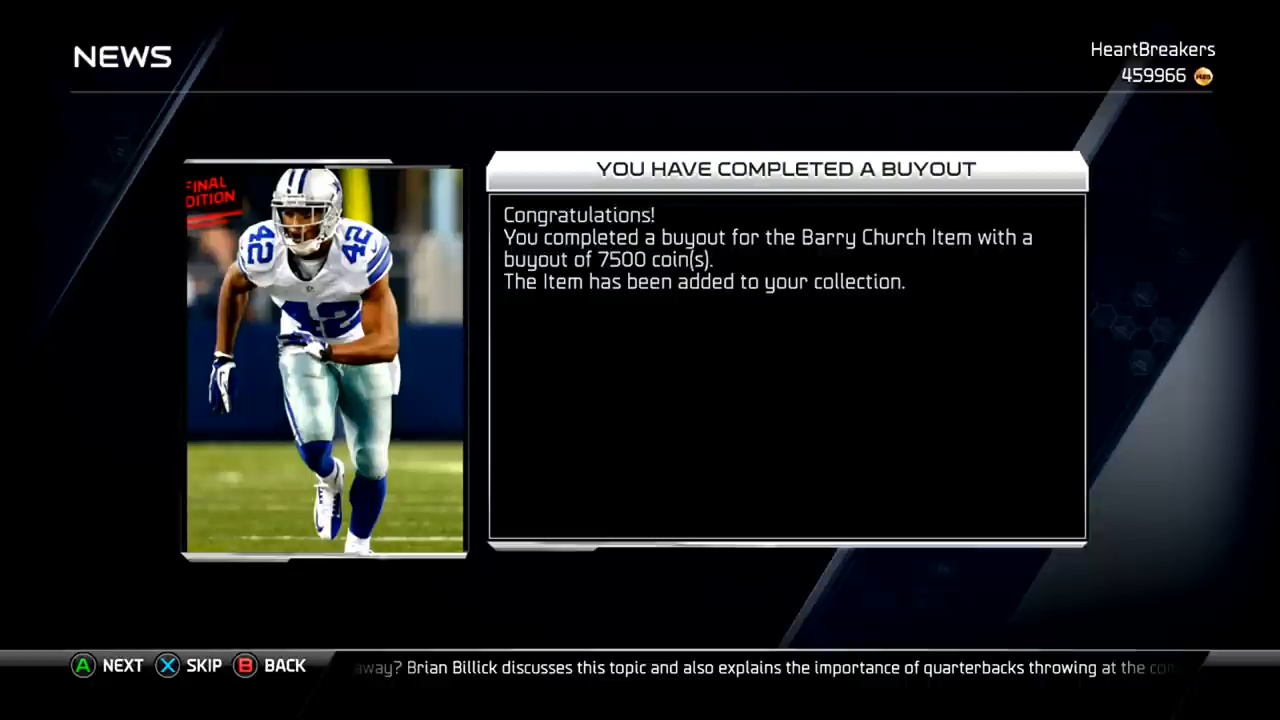 NEWS
HeartBreakers
459966
FINAL
EDITION
42 42
42
YOU HAVE COMPLETED A BUYOUT
Congratulations!
You completed a buyout for the Barry Church Item with a
buyout of 7500 coin(s).
The Item has been added to your collection.
A NEXT X SKIP B BACK
away? Brian Billick discusses this topic and also explains the importance of quarterbacks throwing at the